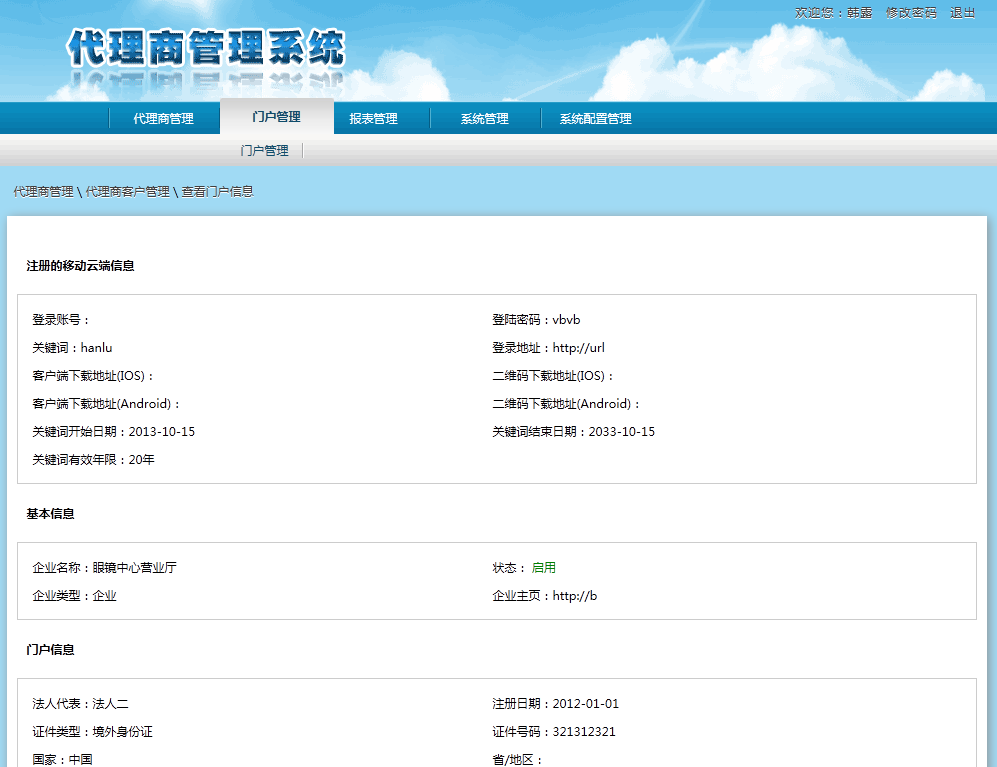 欢迎您：韩露 修改密码 退出
代理商管理系统
代理商管理 门户管理 报表管理 系统管理 系统配置管理
门户管理
代理商管理 \ 代理商客户管理 \ 查看门户信息
注册的移动云端信息
登录账号： 登陆密码：vbvb
关键词：hanlu 登录地址：http://url
客户端下载地址(IOS)： 二维码下载地址(IOS)：
客户端下载地址(Android)： 二维码下载地址(Android)：
关键词开始日期：2013-10-15 关键词结束日期：2033-10-15
关键词有效年限：20年
基本信息
企业名称：眼镜中心营业厅 状态： 启用
企业类型：企业 企业主页：http://b
门户信息
法人代表：法人二 注册日期：2012-01-01
证件类型：境外身份证 证件号码：321312321
国家：中国 省/地区：